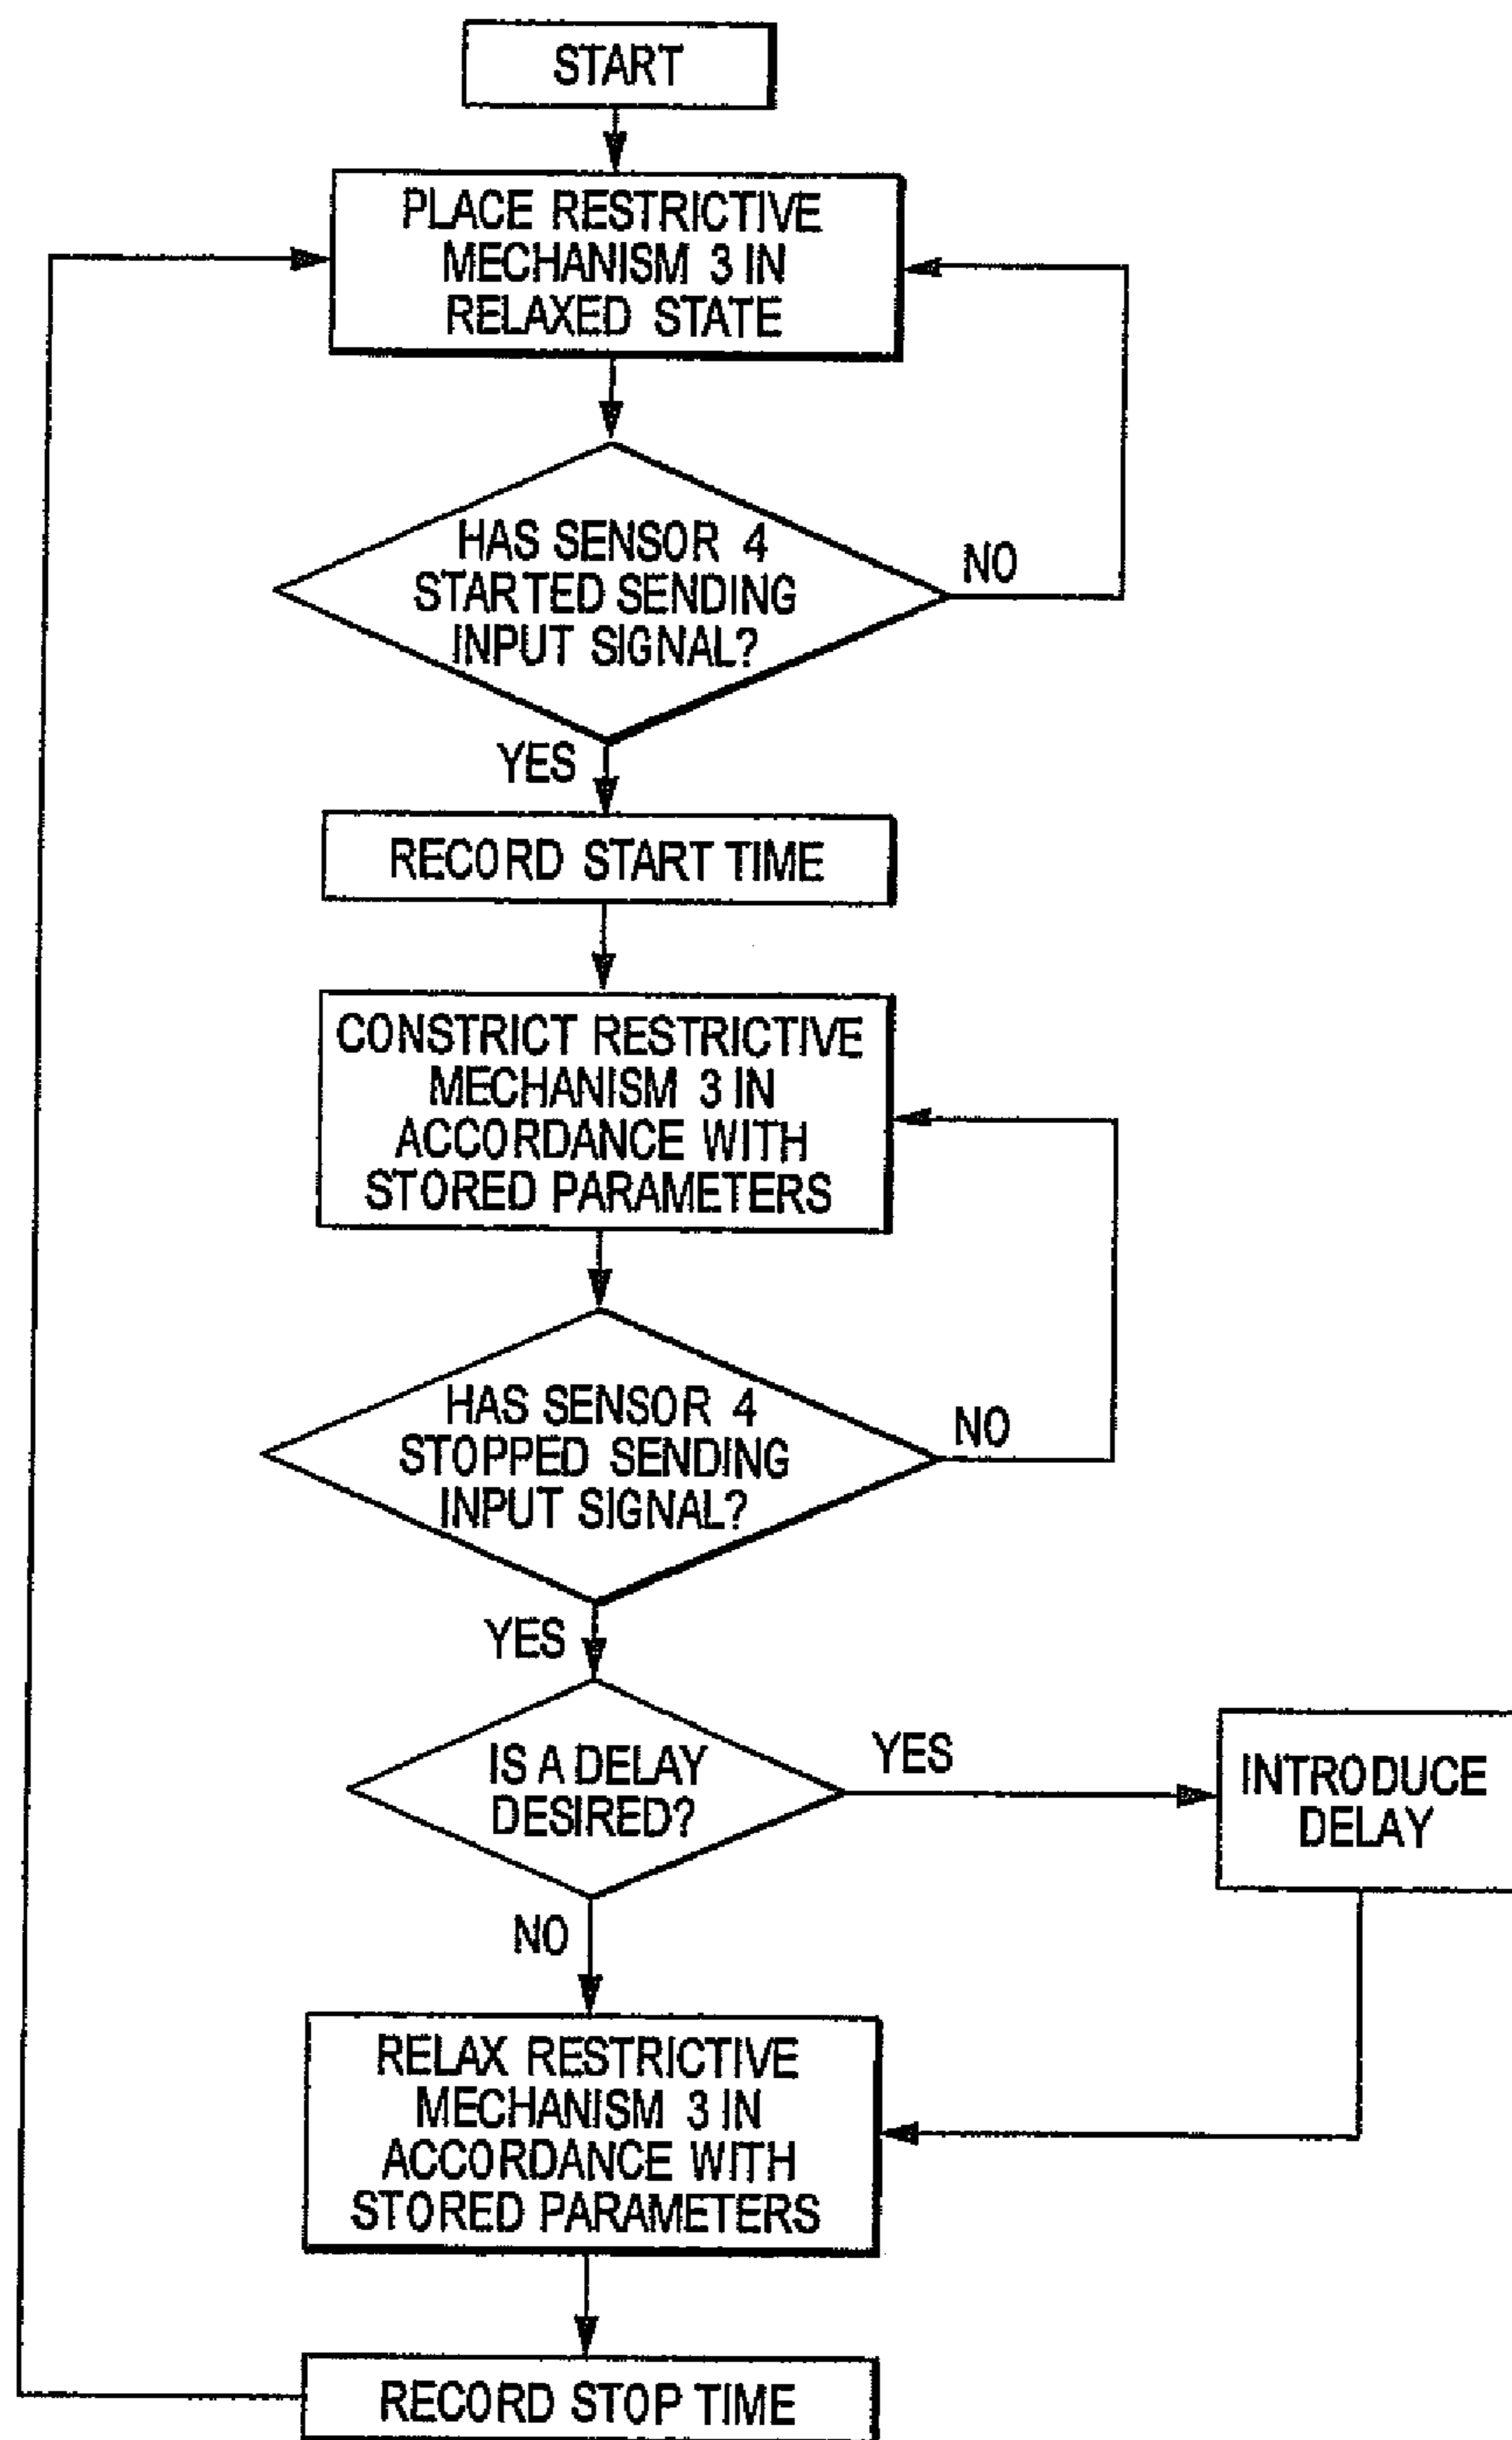 START
PLACE RESTRICTIVE
MECHANISM 3 IN
RELAXED STATE
HAS SENSOR 4
STARTED SENDING
INPUT SIGNAL?
NO
YES
RECORD START TIME
CONSTRICT RESTRICTIVE
MECHANISM 3 IN
ACCORDANCE WITH
STORED PARAMETERS
HAS SENSOR 4
STOPPED SENDING
INPUT SIGNAL?
NO
YES
IS A DELAY
DESIRED?
YES
INTRODUCE
DELAY
NO
RELAX RESTRICTIVE
MECHANISM 3 IN
ACCORDANCE WITH
STORED PARAMETERS
RECORD STOP TIME